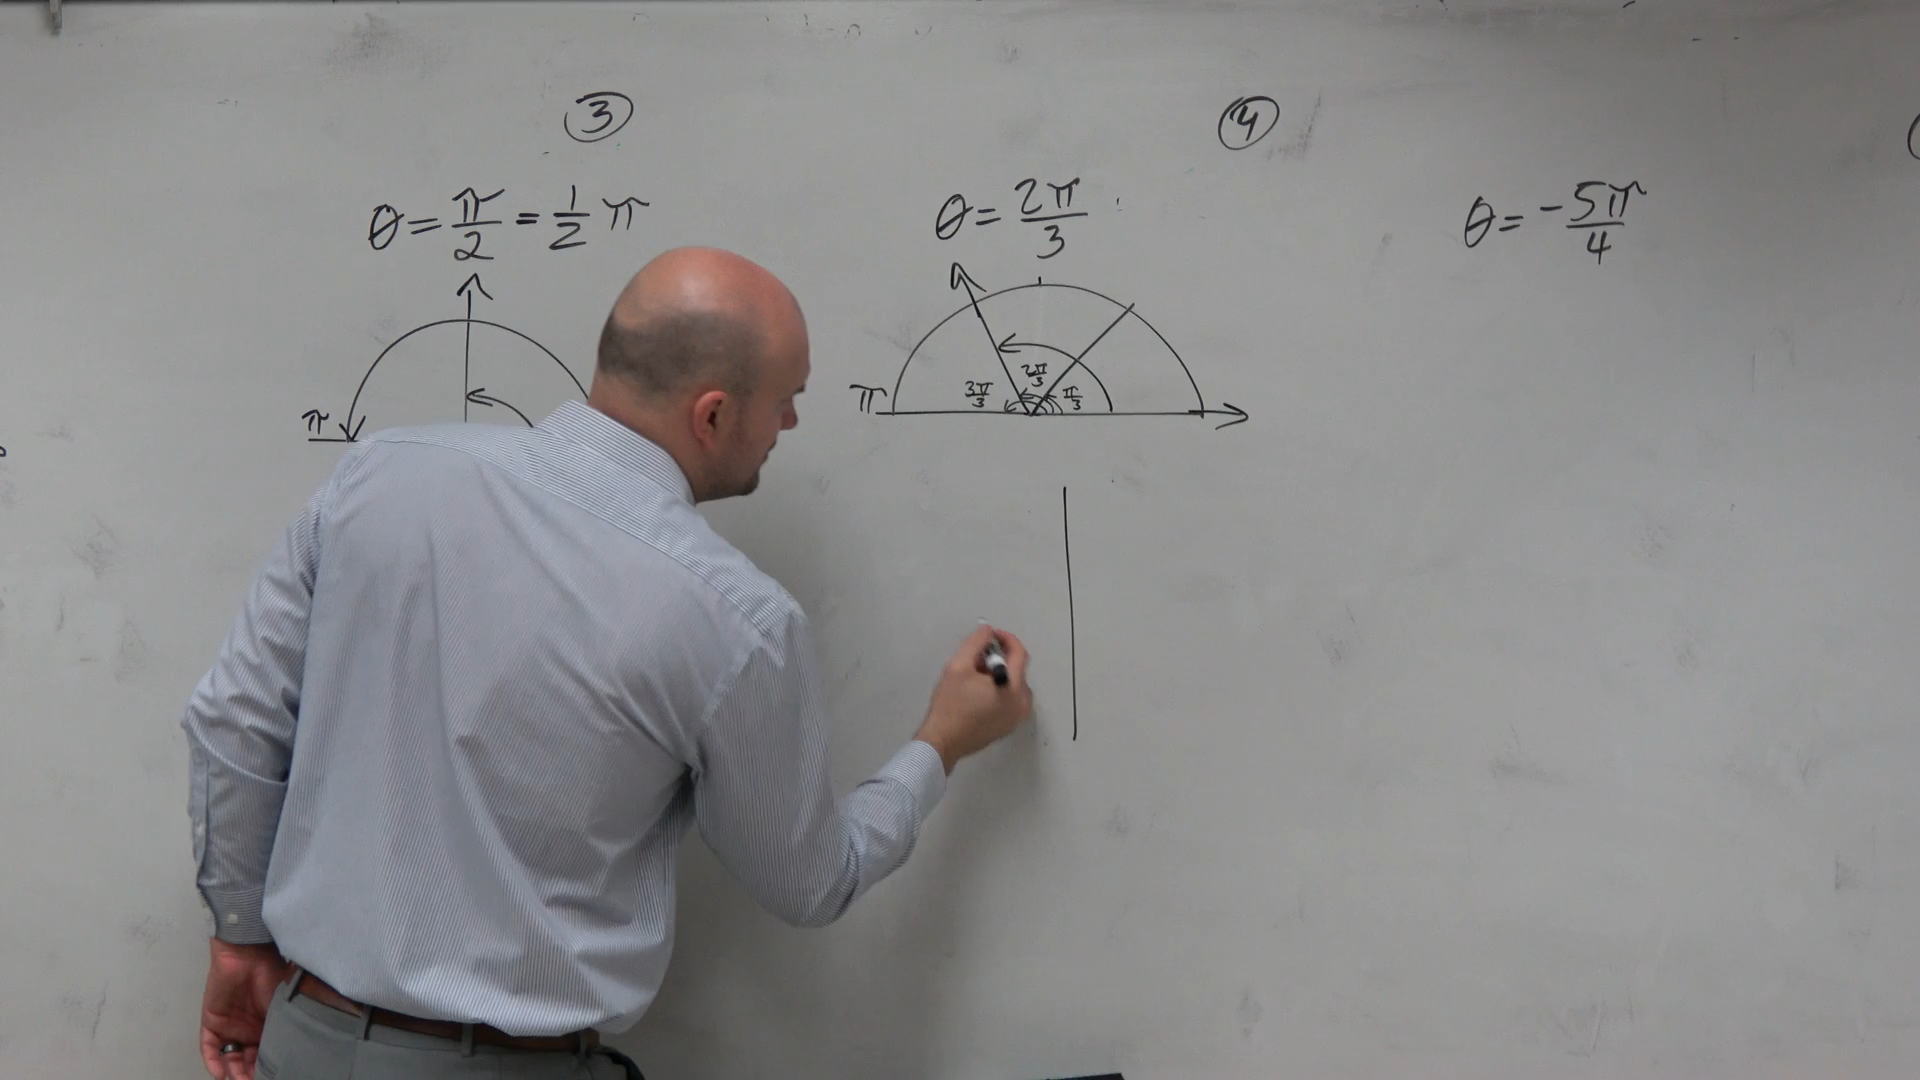 ③
④
θ = π/2 = 1/2 π
θ = 2π/3
θ = -5π/4
π
π
3π/3
2π/3
π/3